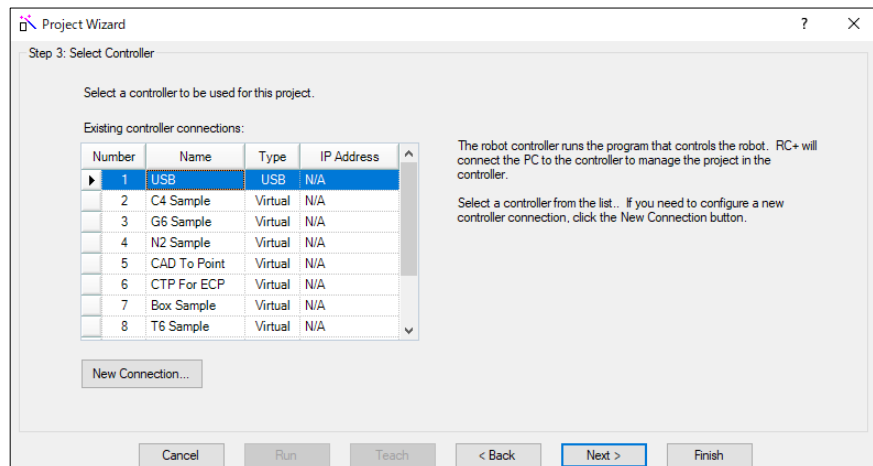 Project Wizard
?
Step 3: Select Controller
Select a controller to be used for this project.
Existing controller connections:
Number Name Type IP Address
1 USB USB N/A
2 C4 Sample Virtual N/A
3 G6 Sample Virtual N/A
4 N2 Sample Virtual N/A
5 CAD To Point Virtual N/A
6 CTP For ECP Virtual N/A
7 Box Sample Virtual N/A
8 T6 Sample Virtual N/A
New Connection...
The robot controller runs the program that controls the robot. RC+ will
connect the PC to the controller to manage the project in the
controller.
Select a controller from the list.. If you need to configure a new
controller connection, click the New Connection button.
Cancel Run Teach < Back Next > Finish